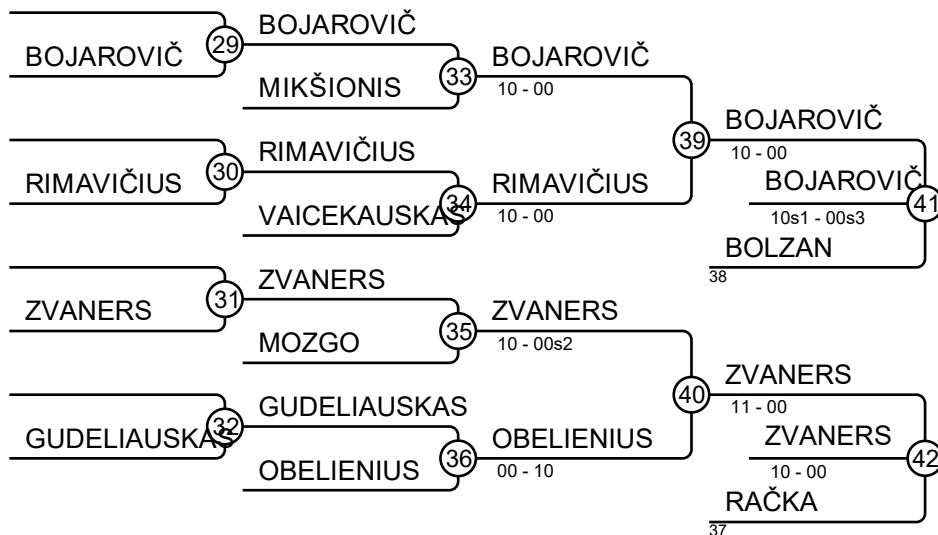 BOJAROVIČ
29
BOJAROVIČ
MIKŠIONIS
33
BOJAROVIČ
10 - 00
RIMAVIČIUS
30
RIMAVIČIUS
VAICEKAUSKAS
34
RIMAVIČIUS
10 - 00
39
BOJAROVIČ
10 - 00
BOJAROVIČ
10s1 - 00s3
41
BOLZAN
38
ZVANERS
31
ZVANERS
MOZGO
35
ZVANERS
10 - 00s2
GUDELIAUSKAS
32
GUDELIAUSKAS
OBELIENIUS
36
OBELIENIUS
00 - 10
40
ZVANERS
11 - 00
ZVANERS
10 - 00
42
RAČKA
37